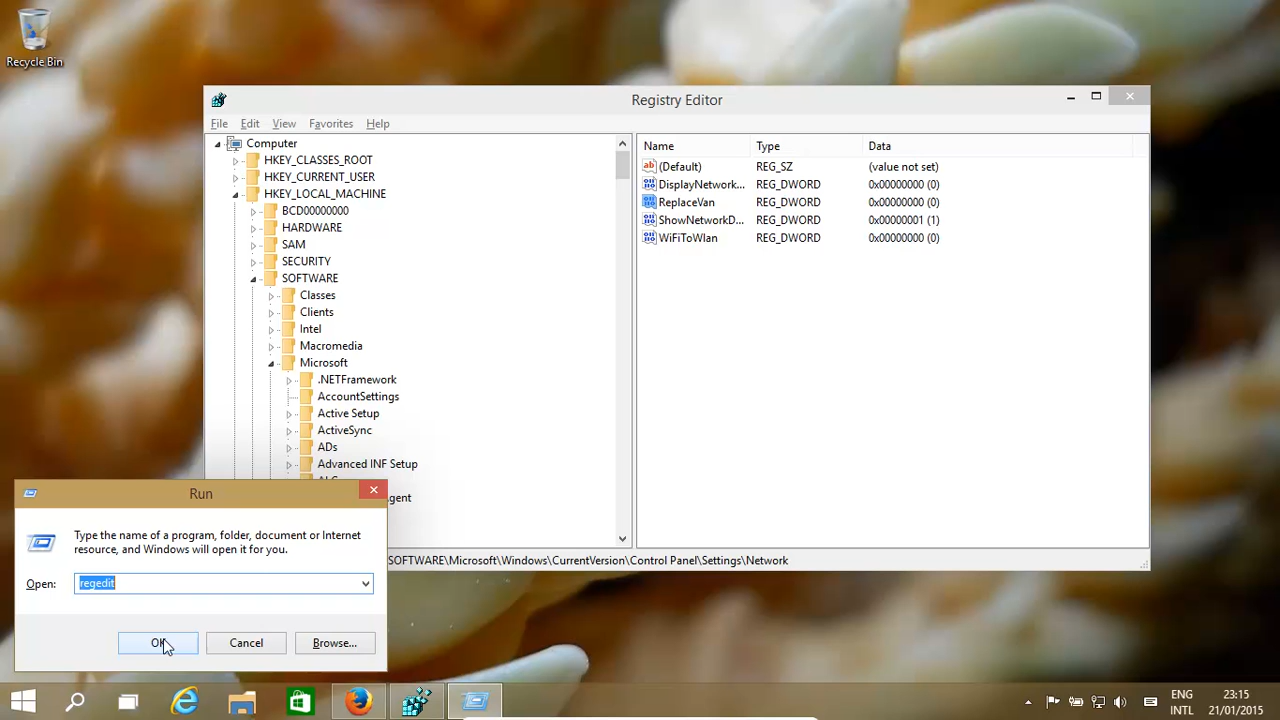 Recycle Bin
Registry Editor
File Edit View Favorites Help
Computer
HKEY_CLASSES_ROOT
HKEY_CURRENT_USER
HKEY_LOCAL_MACHINE
BCD00000000
HARDWARE
SAM
SECURITY
SOFTWARE
Classes
Clients
Intel
Macromedia
Microsoft
.NETFramework
AccountSettings
Active Setup
ActiveSync
ADs
Advanced INF Setup
gent
Name Type Data
(Default) REG_SZ (value not set)
DisplayNetwork... REG_DWORD 0x00000000 (0)
ReplaceVan REG_DWORD 0x00000000 (0)
ShowNetworkD... REG_DWORD 0x00000001 (1)
WiFiToWlan REG_DWORD 0x00000000 (0)
SOFTWARE\Microsoft\Windows\CurrentVersion\Control Panel\Settings\Network
Run
Type the name of a program, folder, document or Internet
resource, and Windows will open it for you.
Open: regedit
OK Cancel Browse...
ENG
INTL
23:15
21/01/2015